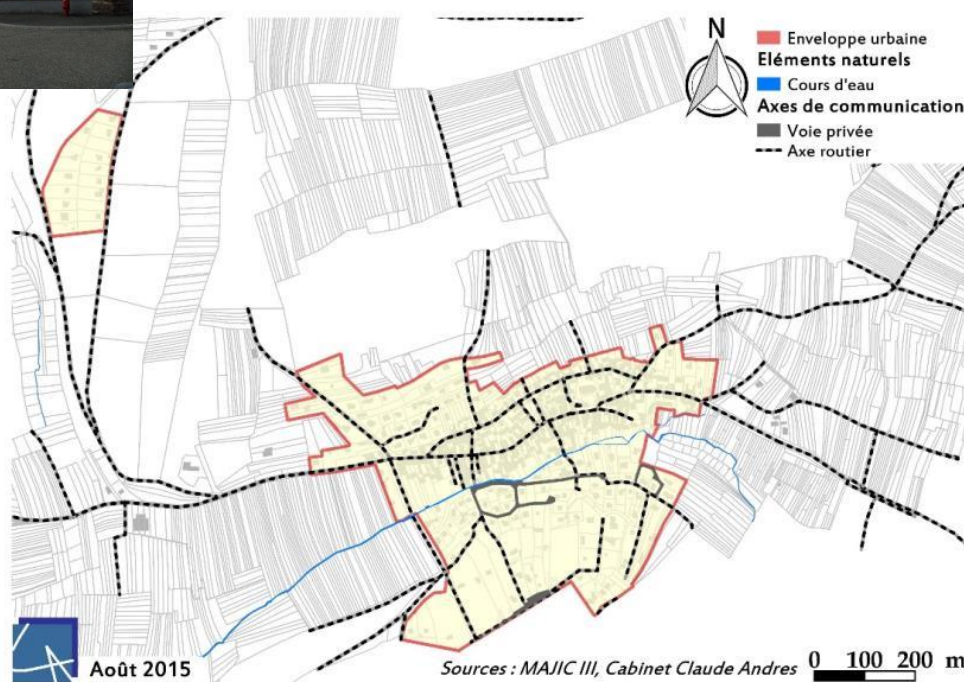 N
Enveloppe urbaine
Eléments naturels
Cours d'eau
Axes de communication
Voie privée
Axe routier
Août 2015
Sources : MAJIC III, Cabinet Claude Andres
0 100 200 m